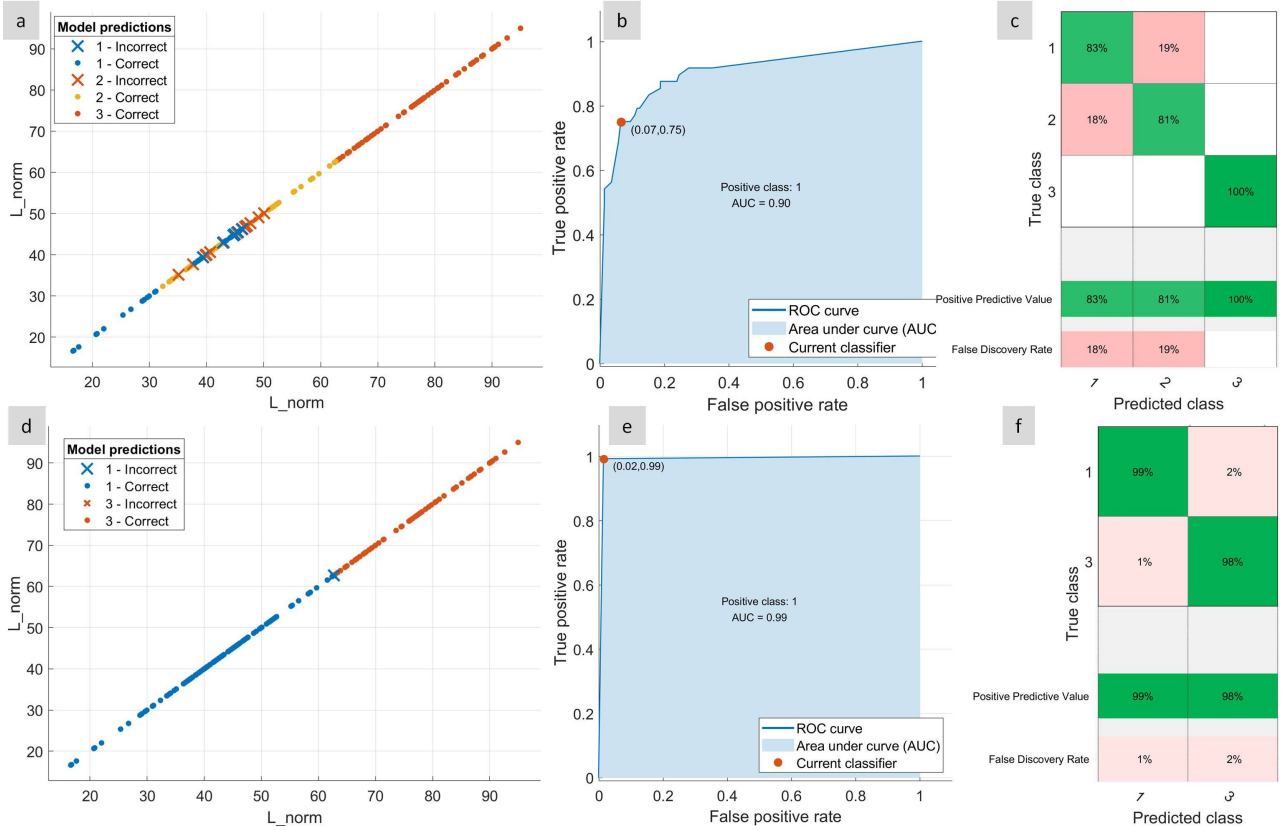 a
Model predictions
1 - Incorrect
1 - Correct
2 - Incorrect
2 - Correct
3 - Correct
90
80
70
60
50
40
30
20
L_norm
20
30
40
50
60
70
80
90
L_norm
b
1
0.8
0.6
0.4
0.2
0
True positive rate
(0.07,0.75)
Positive class: 1
AUC = 0.90
ROC curve
Area under curve (AUC
Current classifier
0
0.2
0.4
0.6
0.8
1
False positive rate
c
1
83%
19%
2
18%
81%
3
100%
True class
Positive Predictive Value
83%
81%
100%
False Discovery Rate
18%
19%
1
2
3
Predicted class
d
Model predictions
1 - Incorrect
1 - Correct
3 - Incorrect
3 - Correct
90
80
70
60
50
40
30
20
L_norm
20
30
40
50
60
70
80
90
L_norm
e
1
0.8
0.6
0.4
0.2
0
True positive rate
(0.02,0.99)
Positive class: 1
AUC = 0.99
ROC curve
Area under curve (AUC)
Current classifier
0
0.2
0.4
0.6
0.8
1
False positive rate
f
1
99%
2%
3
1%
98%
True class
Positive Predictive Value
99%
98%
False Discovery Rate
1%
2%
1
3
Predicted class